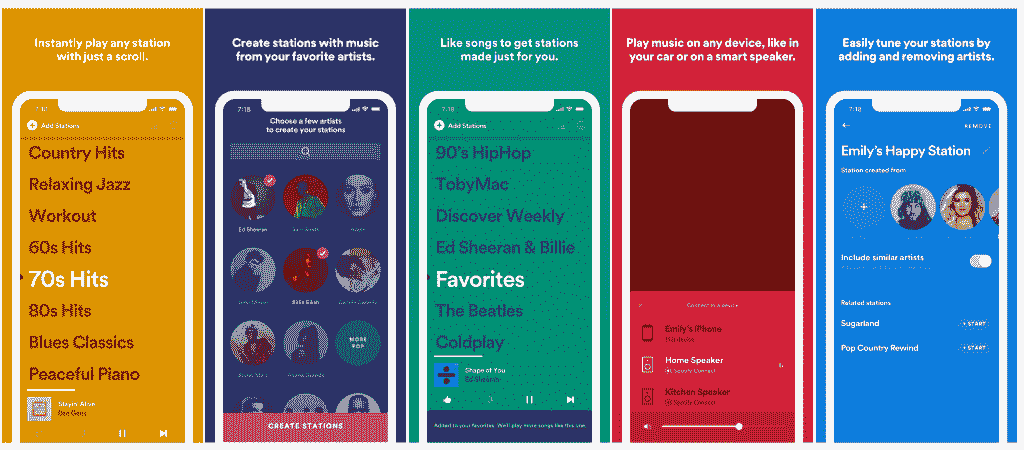 Instantly play any station
with just a scroll.
7:18
Add Stations
Country Hits
Relaxing Jazz
Workout
60s Hits
70s Hits
80s Hits
Blues Classics
Peaceful Piano
Stayin Alive
Bee Gees
Create stations with music
from your favorite artists.
7:18
Choose a few artists
to create your stations
Ed Sheeran
Billie Eilish
MORE
POP
CREATE STATIONS
Like songs to get stations
made just for you.
7:18
Add Stations
90's HipHop
TobyMac
Discover Weekly
Ed Sheeran & Billie
Favorites
The Beatles
Coldplay
Shape of You
Ed Sheeran
Added to your Favorites. We'll play more songs like this one.
Play music on any device, like in
your car or on a smart speaker.
Connect to a device
Emily's iPhone
This device
Home Speaker
Spotify Connect
Kitchen Speaker
Spotify Connect
Easily tune your stations by
adding and removing artists.
7:18
REMOVE
Emily's Happy Station
Station created from
Include similar artists
Related stations
Sugarland
+ START
Pop Country Rewind
+ START